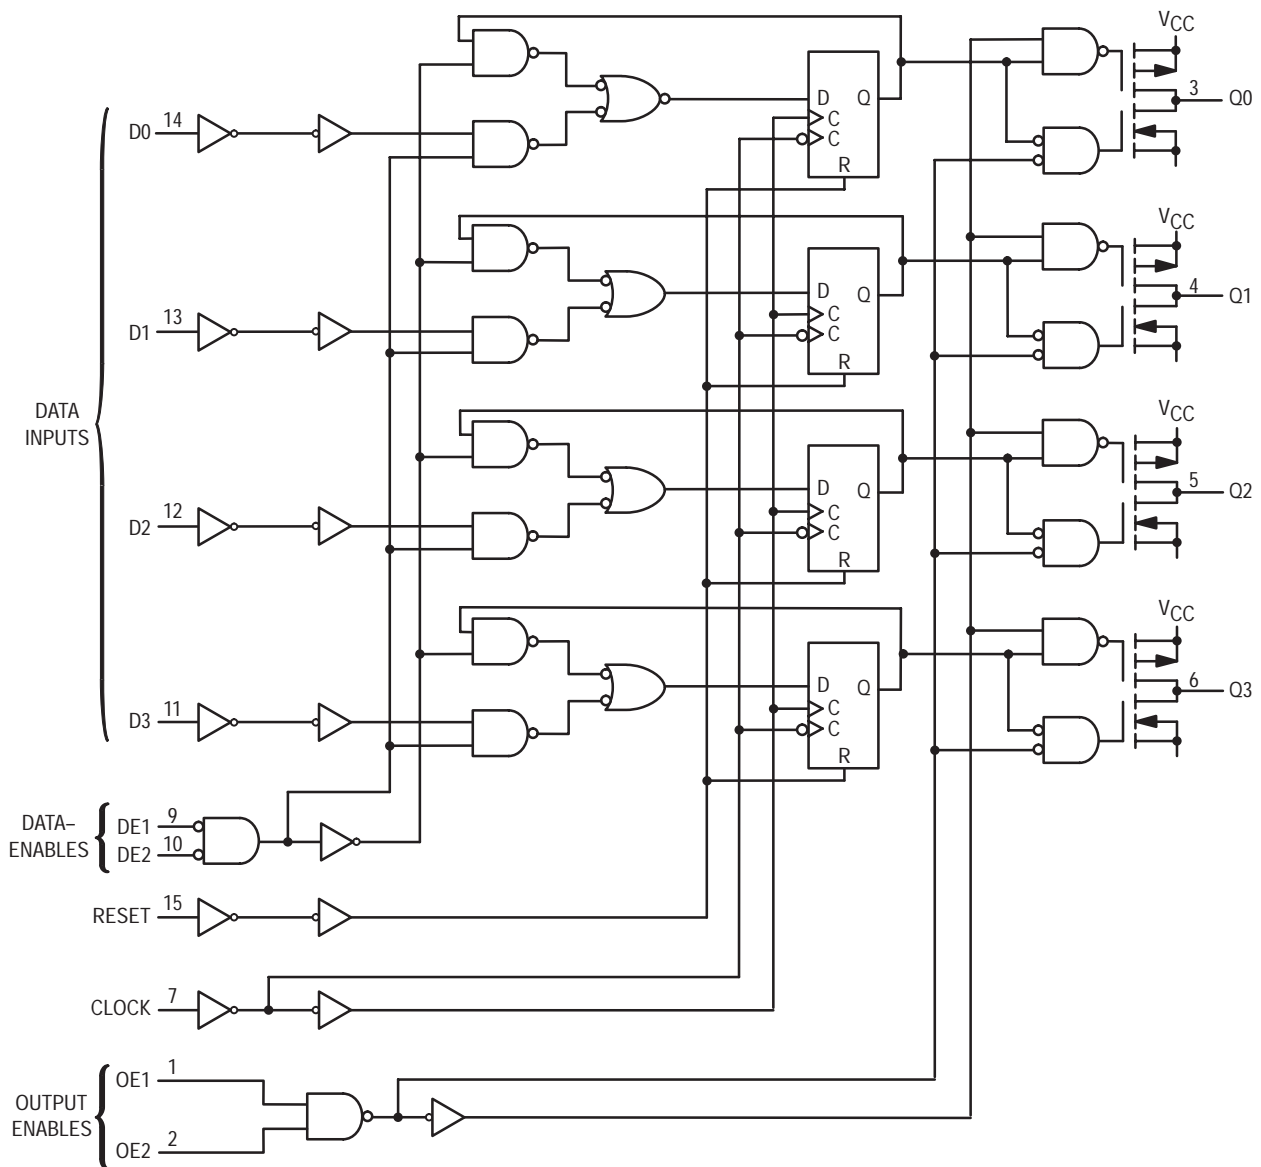 VCC
D0 14
D Q
C
C
R
3 Q0
VCC
D1 13
D Q
C
C
R
4 Q1
DATA
INPUTS
VCC
D2 12
D Q
C
C
R
5 Q2
VCC
D3 11
D Q
C
C
R
6 Q3
DATA–
ENABLES
DE1 9
DE2 10
RESET 15
CLOCK 7
OUTPUT
ENABLES
OE1 1
OE2 2